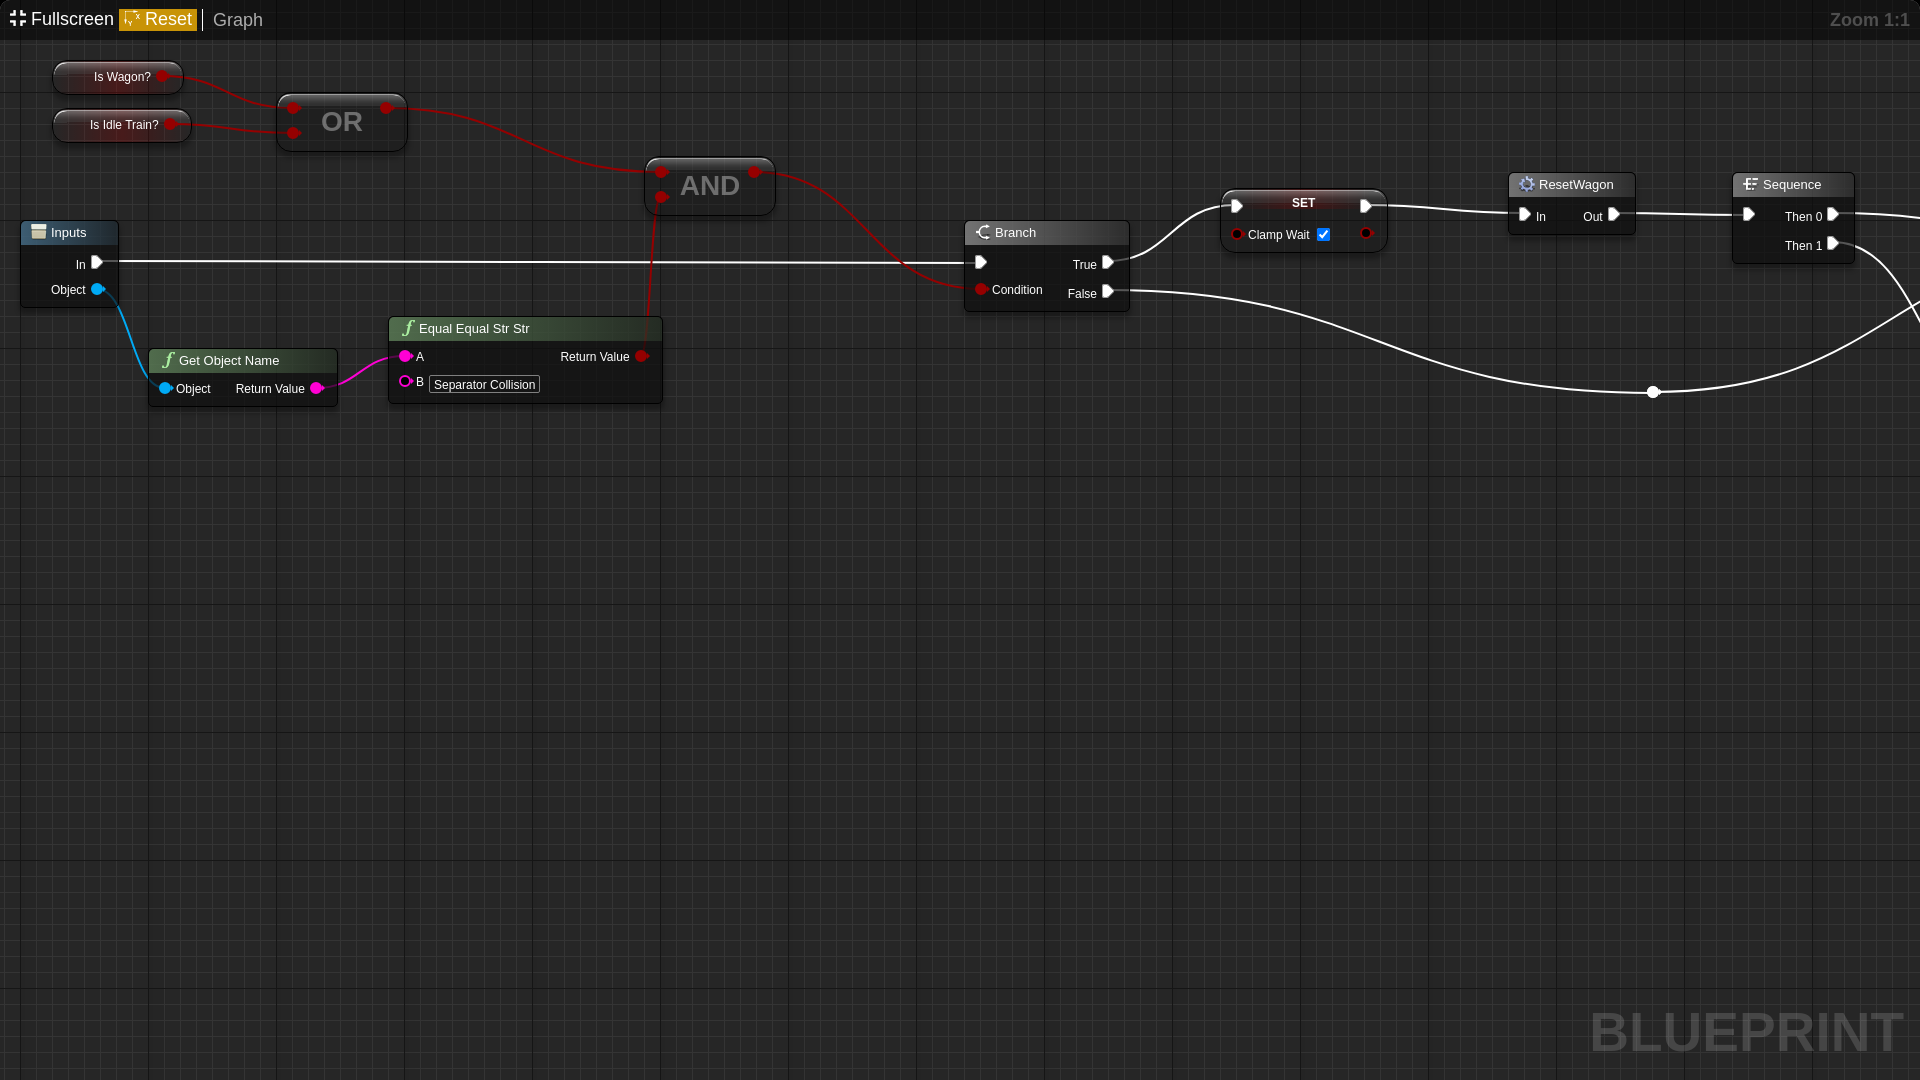 Fullscreen Reset Graph Zoom 1:1
Is Wagon?
Is Idle Train?
OR
AND
Inputs
In
Object
Get Object Name
Object Return Value
Equal Equal Str Str
A Return Value
B Separator Collision
Branch
True
Condition
False
SET
Clamp Wait
ResetWagon
In Out
Sequence
Then 0
Then 1
BLUEPRINT